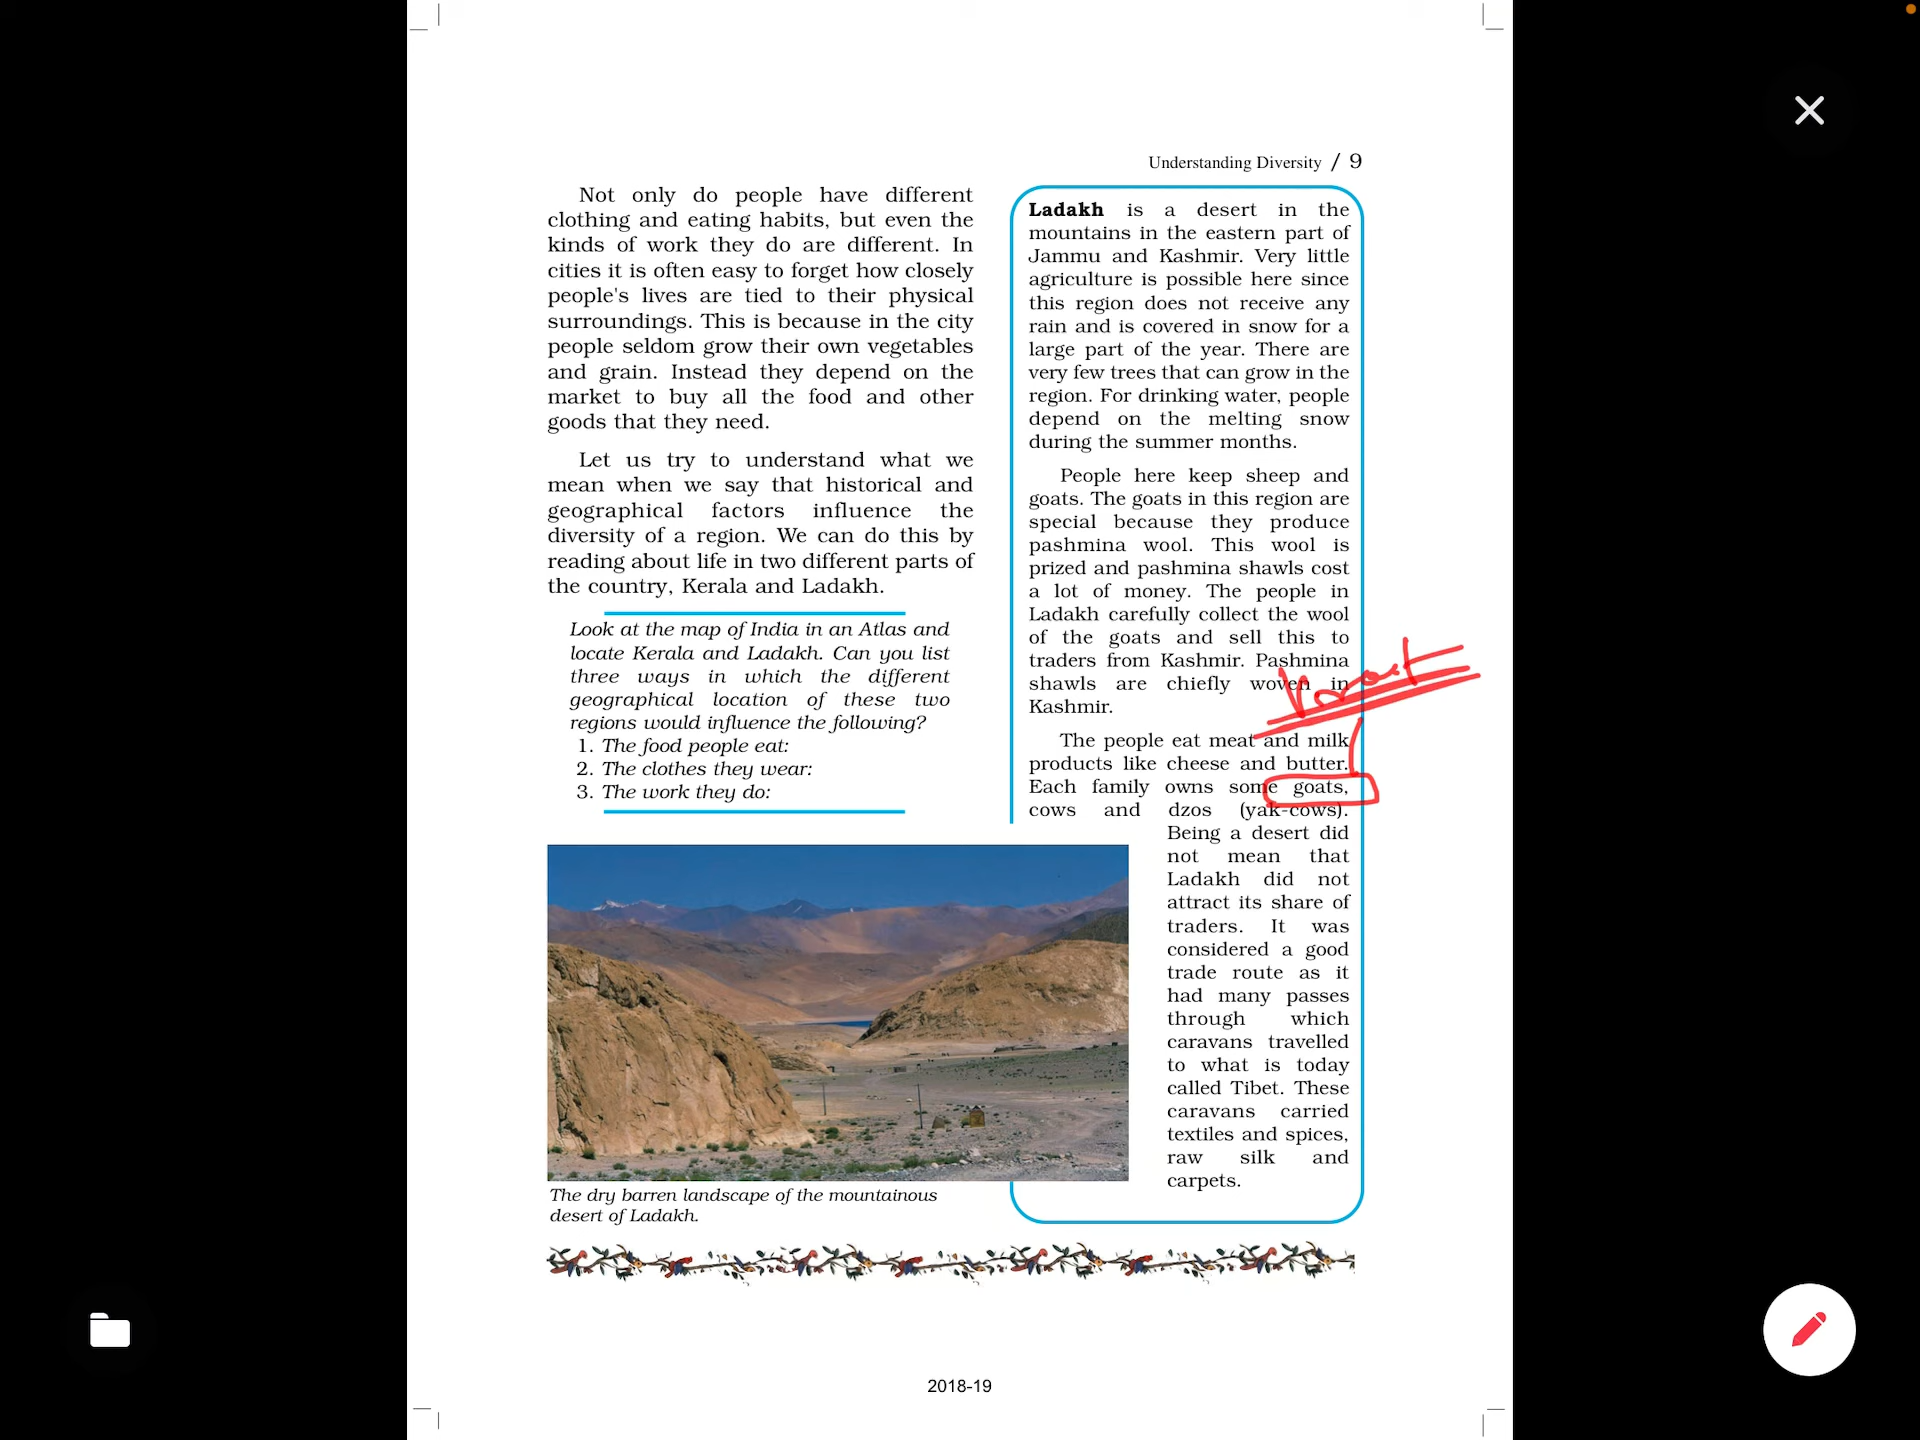 Understanding Diversity / 9
Not only do people have different
clothing and eating habits, but even the
kinds of work they do are different. In
cities it is often easy to forget how closely
people's lives are tied to their physical
surroundings. This is because in the city
people seldom grow their own vegetables
and grain. Instead they depend on the
market to buy all the food and other
goods that they need.
Let us try to understand what we
mean when we say that historical and
geographical factors influence the
diversity of a region. We can do this by
reading about life in two different parts of
the country, Kerala and Ladakh.
Look at the map of India in an Atlas and
locate Kerala and Ladakh. Can you list
three ways in which the different
geographical location of these two
regions would influence the following?
1. The food people eat:
2. The clothes they wear:
3. The work they do:
The dry barren landscape of the mountainous
desert of Ladakh.
Ladakh is a desert in the
mountains in the eastern part of
Jammu and Kashmir. Very little
agriculture is possible here since
this region does not receive any
rain and is covered in snow for a
large part of the year. There are
very few trees that can grow in the
region. For drinking water, people
depend on the melting snow
during the summer months.
People here keep sheep and
goats. The goats in this region are
special because they produce
pashmina wool. This wool is
prized and pashmina shawls cost
a lot of money. The people in
Ladakh carefully collect the wool
of the goats and sell this to
traders from Kashmir. Pashmina
shawls are chiefly woven in
Kashmir.
The people eat meat and milk
products like cheese and butter.
Each family owns some goats,
cows and dzos (yak-cows).
Being a desert did
not mean that
Ladakh did not
attract its share of
traders. It was
considered a good
trade route as it
had many passes
through which
caravans travelled
to what is today
called Tibet. These
caravans carried
textiles and spices,
raw silk and
carpets.
2018-19